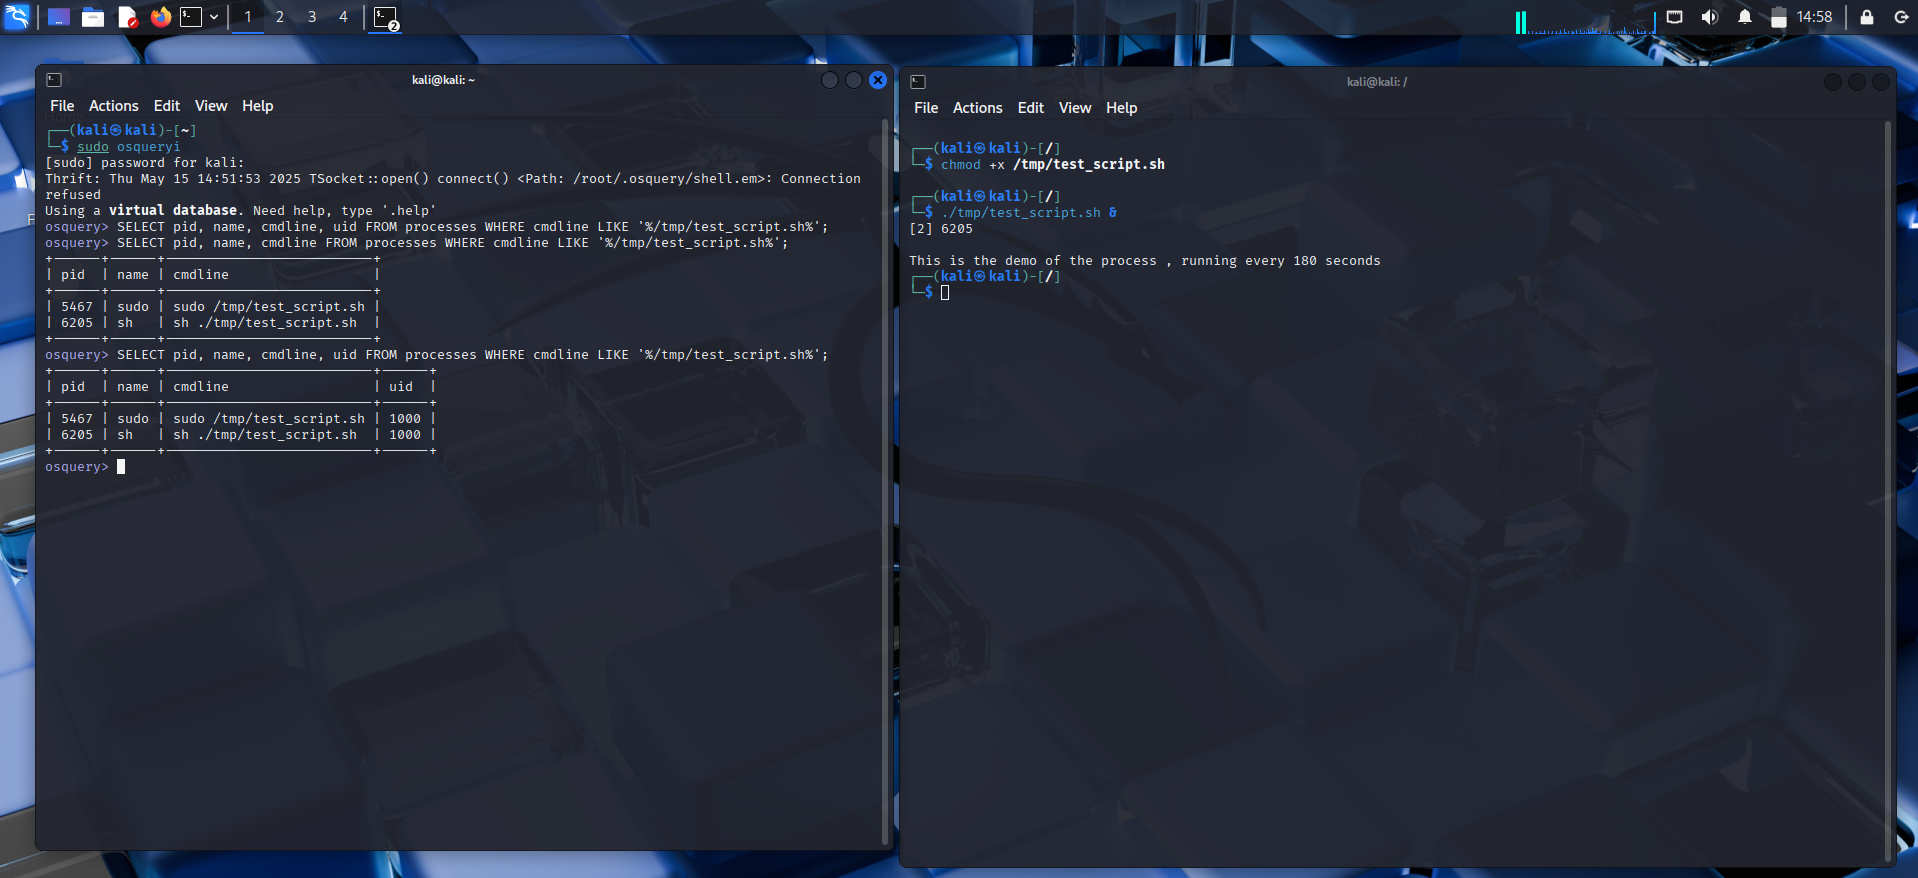 1 2 3 4
2
14:58
kali@kali: ~
File Actions Edit View Help
┌──(kali㉿kali)-[~]
└─$ sudo osqueryi
[sudo] password for kali:
Thrift: Thu May 15 14:51:53 2025 TSocket::open() connect() <Path: /root/.osquery/shell.em>: Connection
refused
Using a virtual database. Need help, type '.help'
osquery> SELECT pid, name, cmdline, uid FROM processes WHERE cmdline LIKE '%/tmp/test_script.sh%';
osquery> SELECT pid, name, cmdline FROM processes WHERE cmdline LIKE '%/tmp/test_script.sh%';
+------+------+--------------------------+
| pid  | name | cmdline                  |
+------+------+--------------------------+
| 5467 | sudo | sudo /tmp/test_script.sh |
| 6205 | sh   | sh ./tmp/test_script.sh  |
+------+------+--------------------------+
osquery> SELECT pid, name, cmdline, uid FROM processes WHERE cmdline LIKE '%/tmp/test_script.sh%';
+------+------+--------------------------+------+
| pid  | name | cmdline                  | uid  |
+------+------+--------------------------+------+
| 5467 | sudo | sudo /tmp/test_script.sh | 1000 |
| 6205 | sh   | sh ./tmp/test_script.sh  | 1000 |
+------+------+--------------------------+------+
osquery>
kali@kali: /
File Actions Edit View Help
┌──(kali㉿kali)-[/]
└─$ chmod +x /tmp/test_script.sh
┌──(kali㉿kali)-[/]
└─$ ./tmp/test_script.sh &
[2] 6205
This is the demo of the process , running every 180 seconds
┌──(kali㉿kali)-[/]
└─$